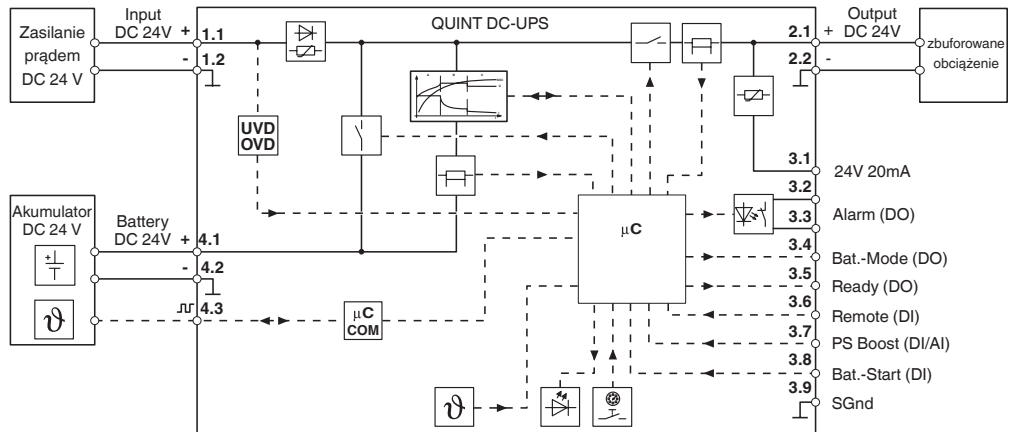 Input
DC 24V +
QUINT DC-UPS
Output
+ DC 24V
Zasilanie
prądem
DC 24 V
1.1
- 1.2
2.1
2.2 -
zbuforowane
obciążenie
UVD
OVD
3.1
24V 20mA
3.2
3.3
Alarm (DO)
µC
3.4
Bat.-Mode (DO)
3.5
Ready (DO)
3.6
Remote (DI)
3.7
PS Boost (DI/AI)
3.8
Bat.-Start (DI)
3.9
SGnd
Akumulator
DC 24 V
Battery
DC 24V + 4.1
- 4.2
4.3
+
ϑ
µC
COM
ϑ